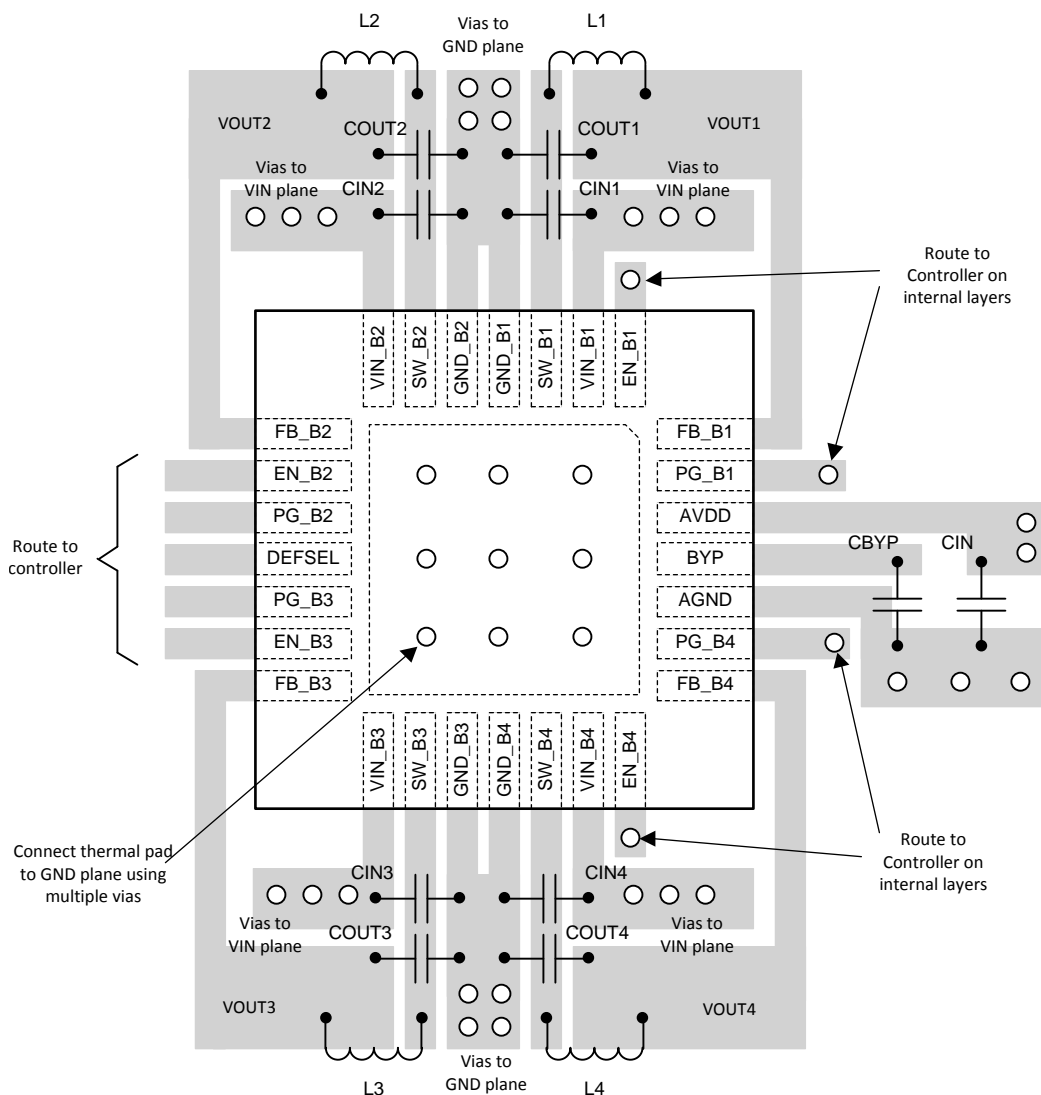 L2
Vias to
GND plane
L1
VOUT2
COUT2
COUT1
VOUT1
Vias to
VIN plane
CIN2
CIN1
Vias to
VIN plane
Route to
Controller on
internal layers
VIN_B2
SW_B2
GND_B2
GND_B1
SW_B1
VIN_B1
EN_B1
FB_B2
EN_B2
PG_B2
DEFSEL
PG_B3
EN_B3
FB_B3
Route to
controller
FB_B1
PG_B1
AVDD
BYP
AGND
PG_B4
FB_B4
CBYP
CIN
VIN_B3
SW_B3
GND_B3
GND_B4
SW_B4
VIN_B4
EN_B4
Connect thermal pad
to GND plane using
multiple vias
Route to
Controller on
internal layers
CIN3
CIN4
Vias to
VIN plane
COUT3
COUT4
Vias to
VIN plane
VOUT3
VOUT4
L3
Vias to
GND plane
L4